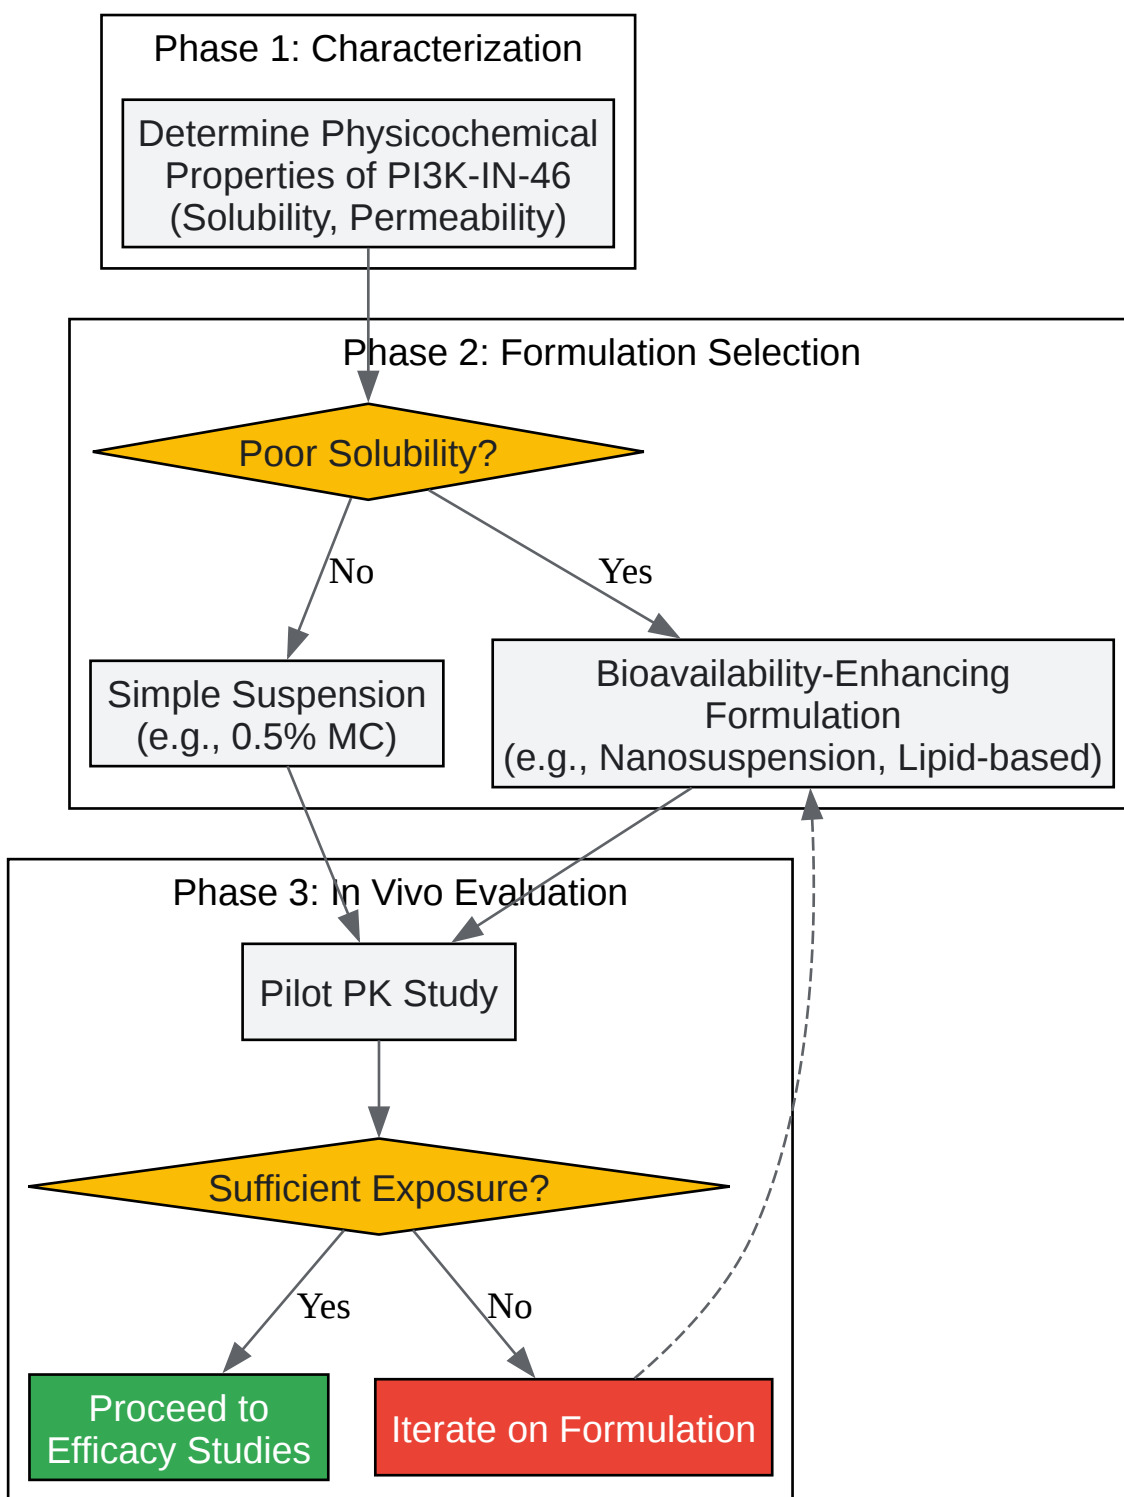 Phase 1: Characterization
Determine Physicochemical
Properties of PI3K-IN-46
(Solubility, Permeability)
Phase 2: Formulation Selection
Poor Solubility?
No
Yes
Simple Suspension
(e.g., 0.5% MC)
Bioavailability-Enhancing
Formulation
(e.g., Nanosuspension, Lipid-based)
Phase 3: In Vivo Evaluation
Pilot PK Study
Sufficient Exposure?
Yes
No
Proceed to
Efficacy Studies
Iterate on Formulation